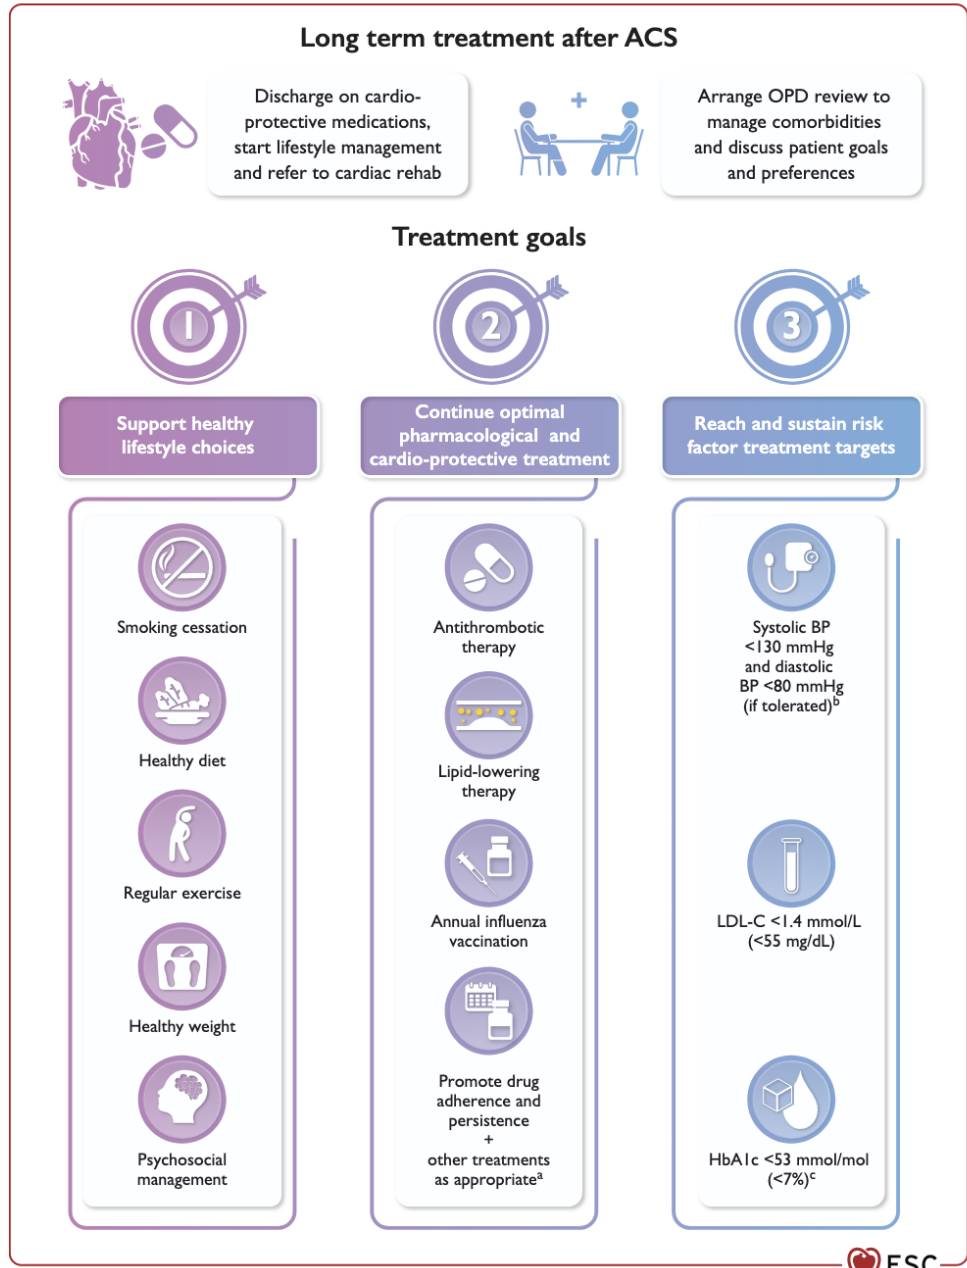 Long term treatment after ACS
Discharge on cardio-
protective medications,
start lifestyle management
and refer to cardiac rehab
Arrange OPD review to
manage comorbidities
and discuss patient goals
and preferences
Treatment goals
1
2
3
Support healthy
lifestyle choices
Continue optimal
pharmacological and
cardio-protective treatment
Reach and sustain risk
factor treatment targets
Smoking cessation
Healthy diet
Regular exercise
Healthy weight
Psychosocial
management
Antithrombotic
therapy
Lipid-lowering
therapy
Annual influenza
vaccination
Promote drug
adherence and
persistence
+
other treatments
as appropriateᵃ
Systolic BP
<130 mmHg
and diastolic
BP <80 mmHg
(if tolerated)ᵇ
LDL-C <1.4 mmol/L
(<55 mg/dL)
HbA1c <53 mmol/mol
(<7%)ᶜ
ESC